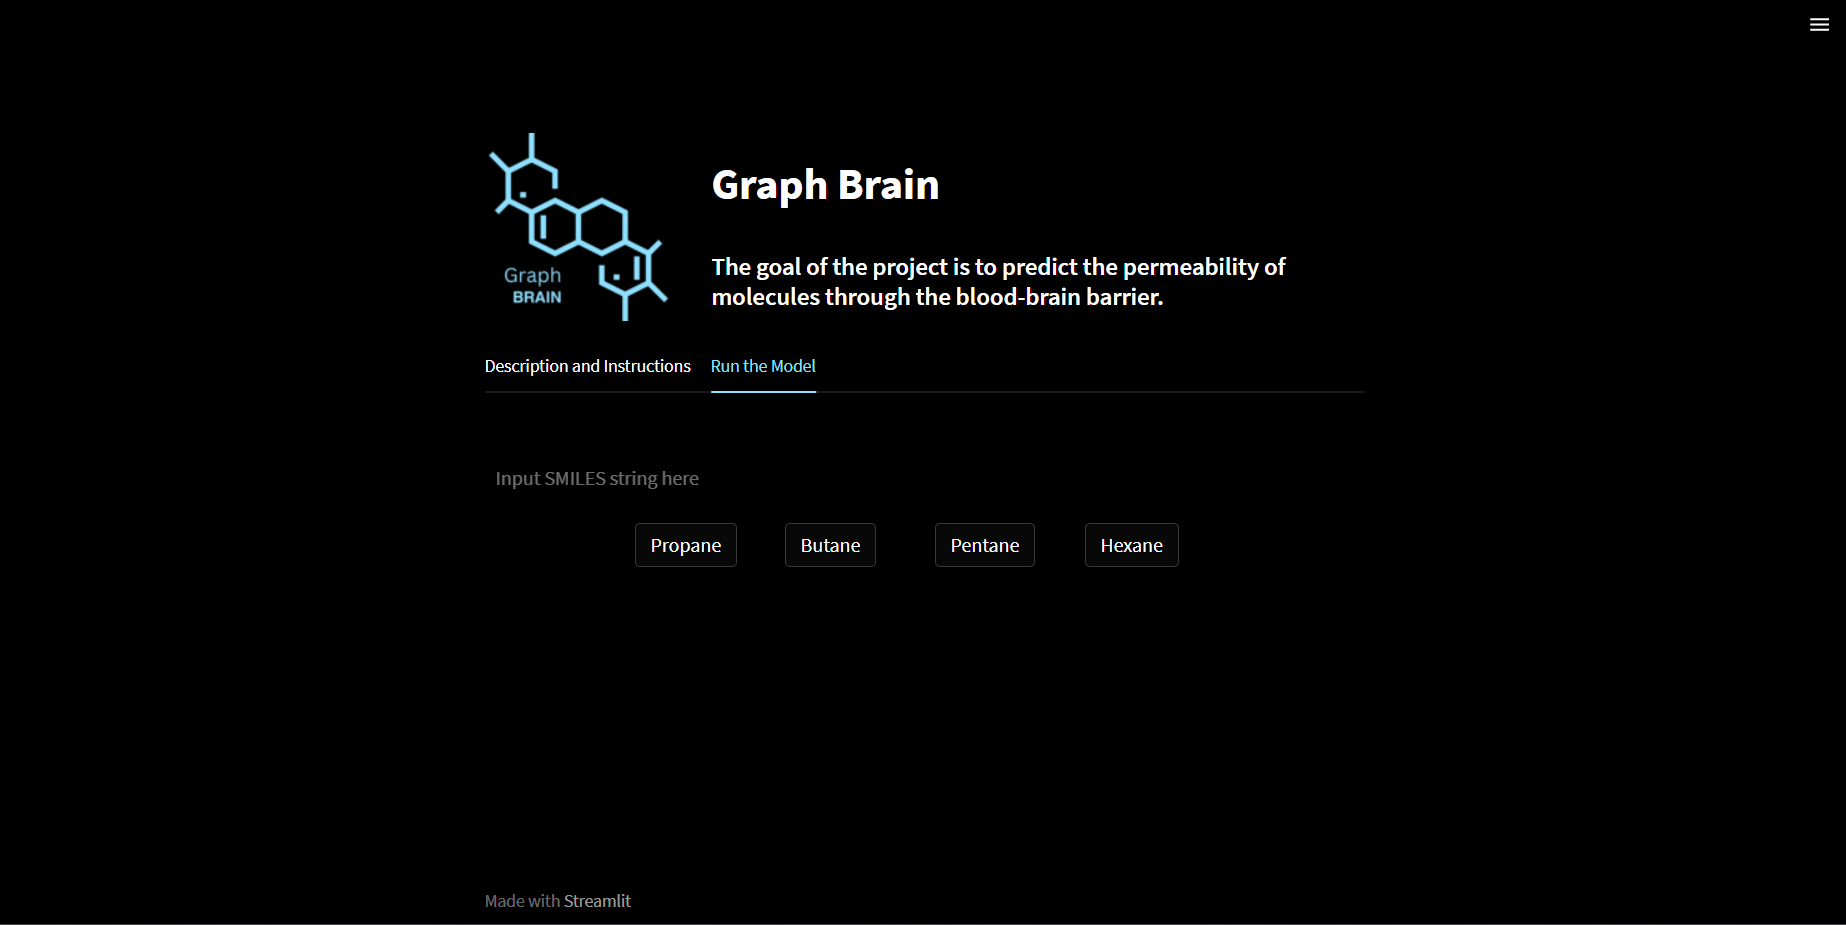 Graph
BRAIN
Graph Brain
The goal of the project is to predict the permeability of
molecules through the blood-brain barrier.
Description and Instructions
Run the Model
Input SMILES string here
Propane
Butane
Pentane
Hexane
Made with Streamlit